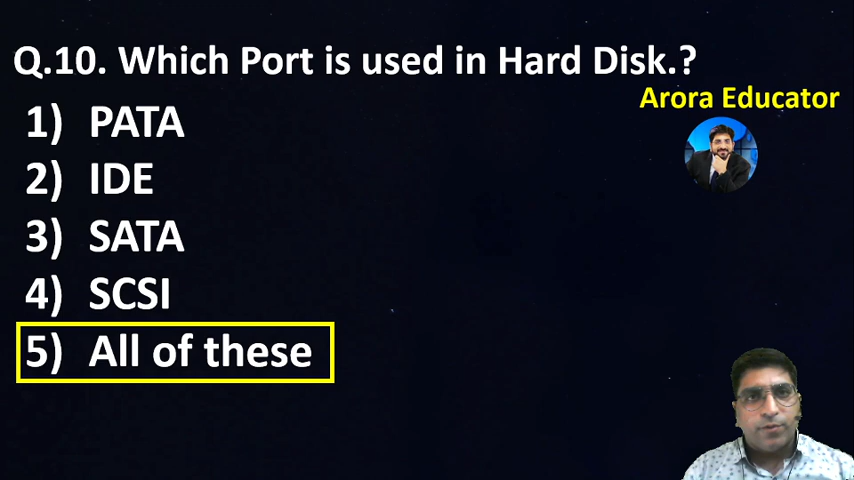 Q.10. Which Port is used in Hard Disk.?
Arora Educator
1) PATA
2) IDE
3) SATA
4) SCSI
5) All of these